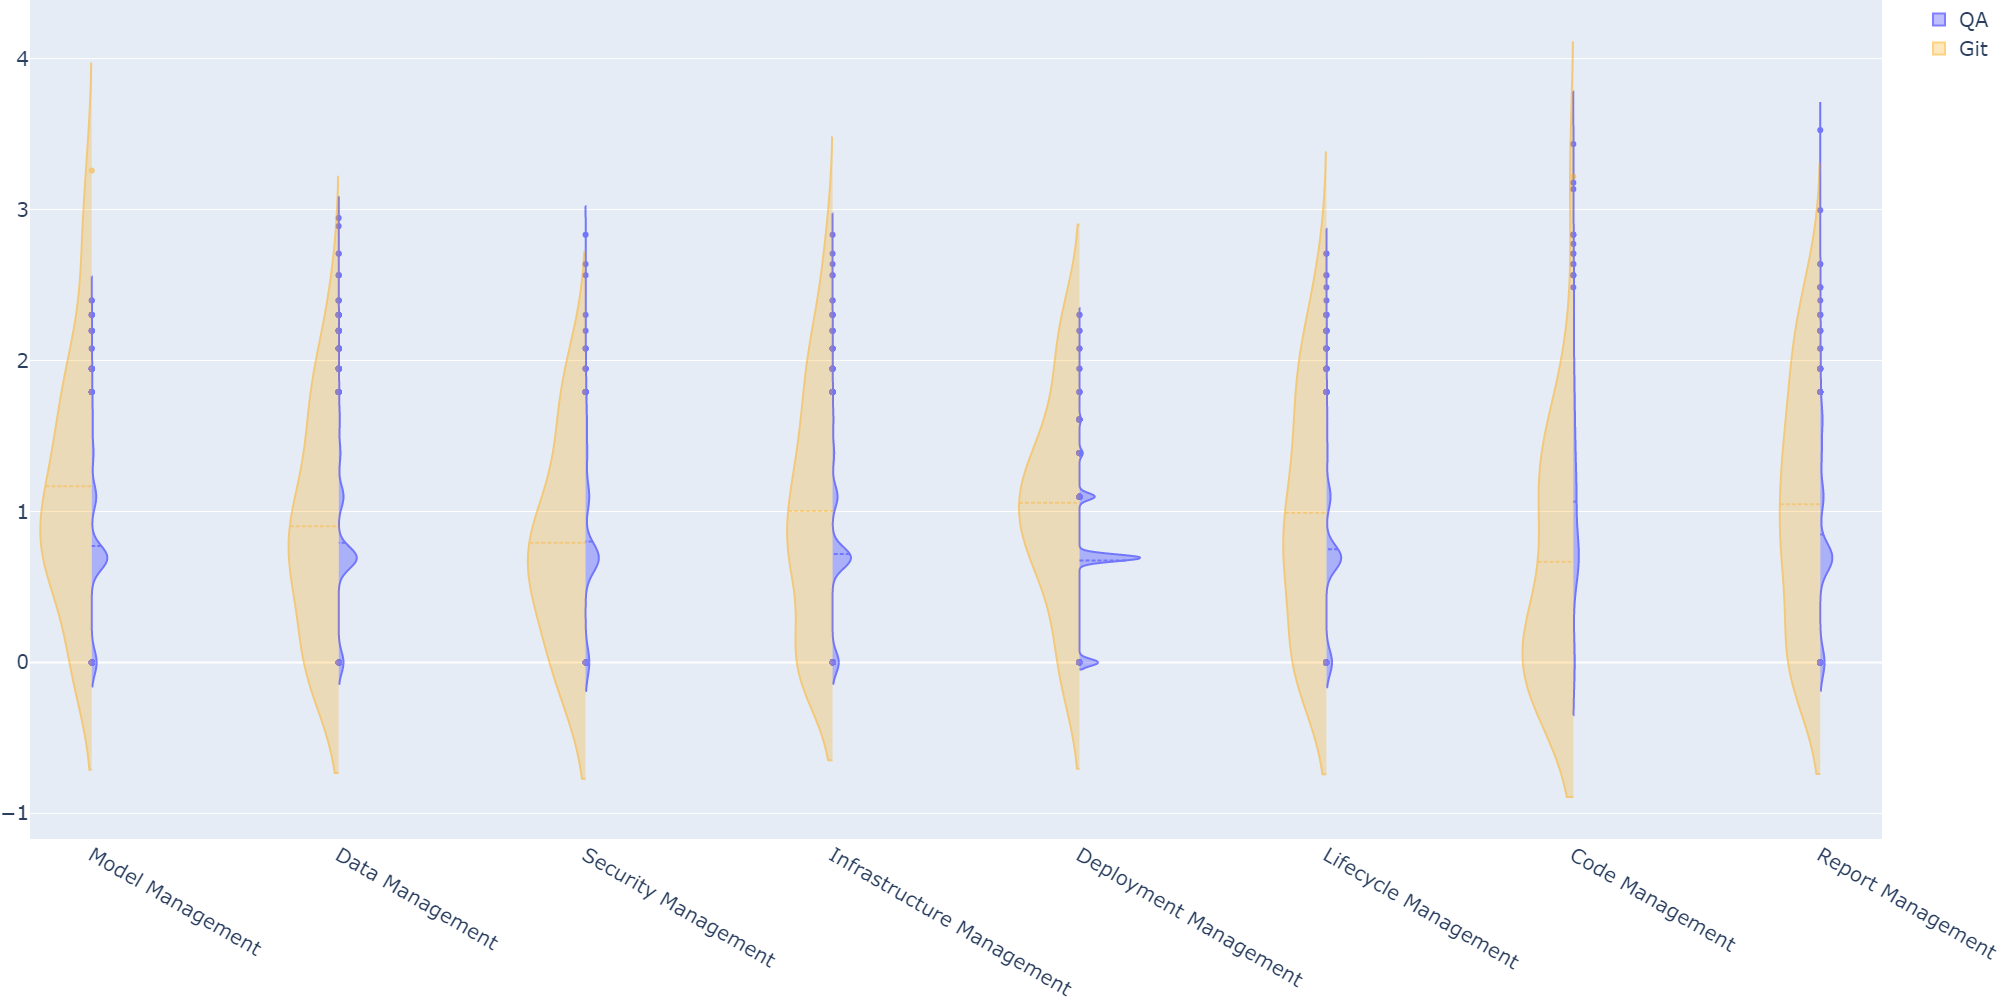 QA
Git
4
3
2
1
0
−1
Model Management
Data Management
Security Management
Infrastructure Management
Deployment Management
Lifecycle Management
Code Management
Report Management